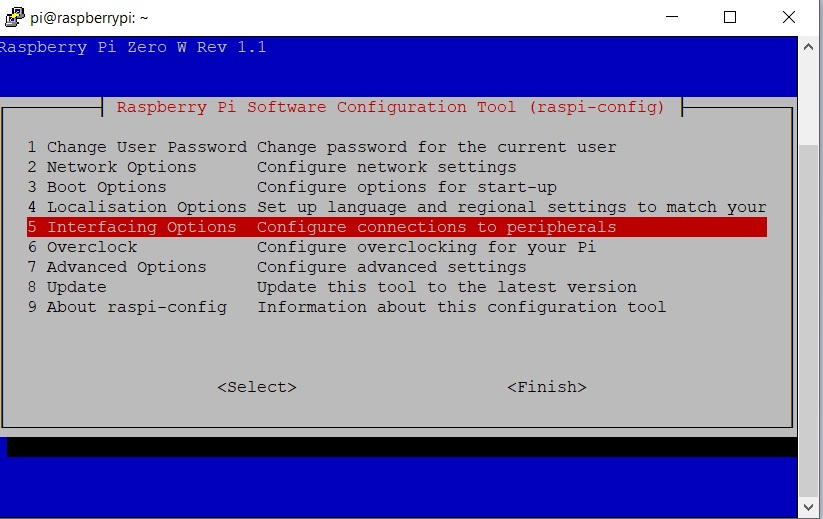 pi@raspberrypi: ~
Raspberry Pi Zero W Rev 1.1
Raspberry Pi Software Configuration Tool (raspi-config)
1 Change User Password Change password for the current user
2 Network Options Configure network settings
3 Boot Options Configure options for start-up
4 Localisation Options Set up language and regional settings to match your
5 Interfacing Options Configure connections to peripherals
6 Overclock Configure overclocking for your Pi
7 Advanced Options Configure advanced settings
8 Update Update this tool to the latest version
9 About raspi-config Information about this configuration tool
<Select> <Finish>